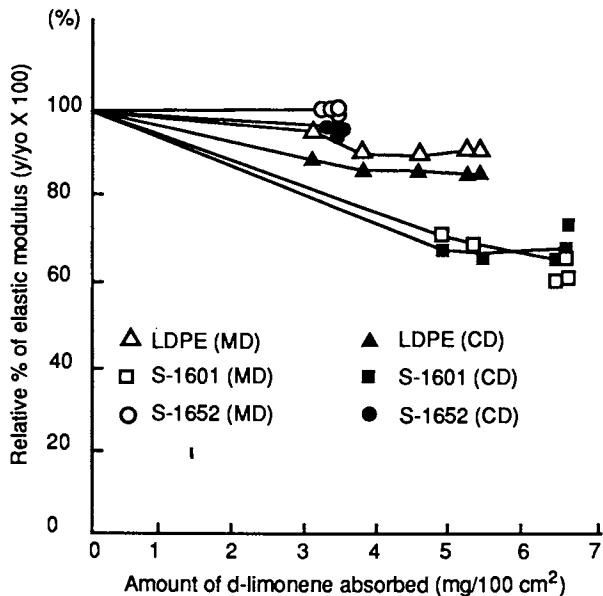 (%)
100
80
60
40
20
0
Relative % of elastic modulus (y/yo X 100)
LDPE (MD)
LDPE (CD)
S-1601 (MD)
S-1601 (CD)
S-1652 (MD)
S-1652 (CD)
0 1 2 3 4 5 6 7
Amount of d-limonene absorbed (mg/100 cm²)